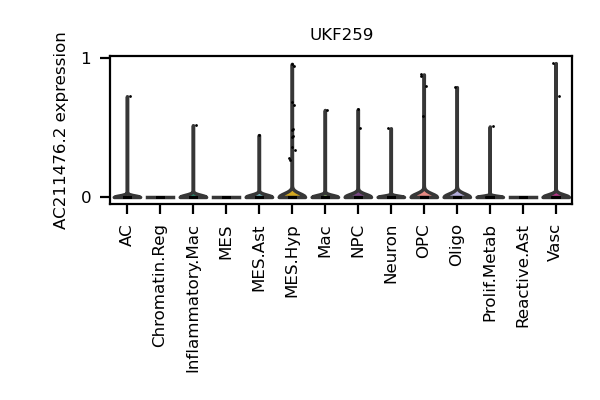 UKF259
AC211476.2 expression
1
0
AC
Chromatin.Reg
Inflammatory.Mac
MES
MES.Ast
MES.Hyp
Mac
NPC
Neuron
OPC
Oligo
Prolif.Metab
Reactive.Ast
Vasc